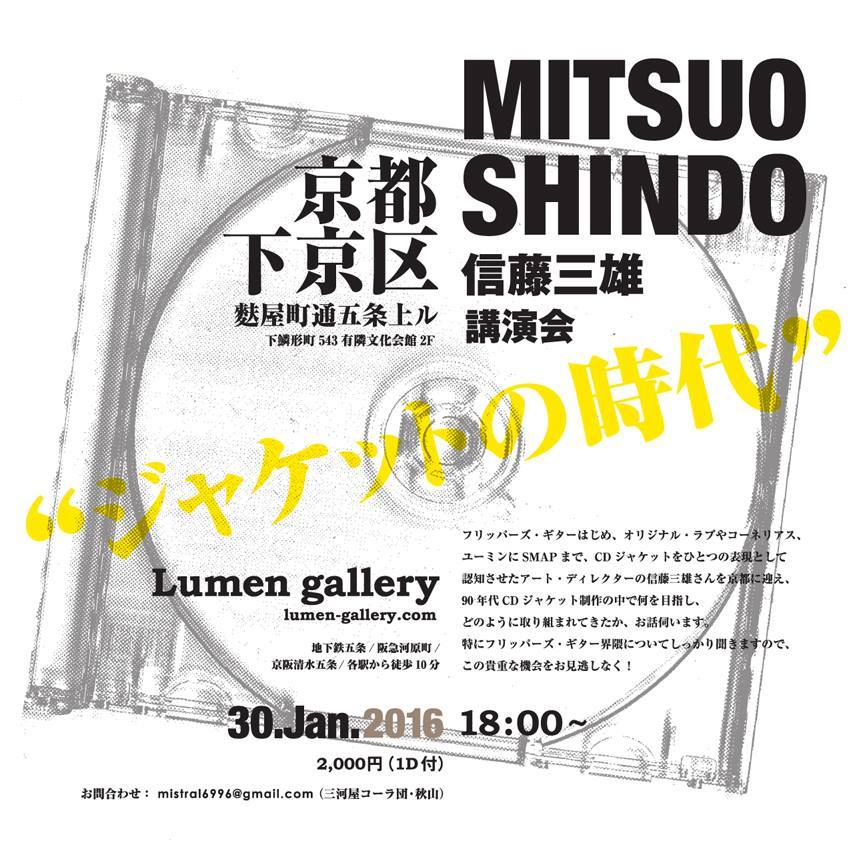 MITSUO
SHINDO
信藤三雄
講演会
京都
下京区
麩屋町通五条上ル
下鱗形町 543 有隣文化会館 2F
“ジャケットの時代”
フリッパーズ・ギターはじめ、オリジナル・ラブやコーネリアス、
ユーミンに SMAP まで、CD ジャケットをひとつの表現として
認知させたアート・ディレクターの信藤三雄さんを京都に迎え、
90 年代 CD ジャケット制作の中で何を目指し、
どのように取り組まれてきたか、お話伺います。
特にフリッパーズ・ギター界隈についてしっかり聞きますので、
この貴重な機会をお見逃しなく！
Lumen gallery
lumen-gallery.com
地下鉄五条 / 阪急河原町 /
京阪清水五条 / 各駅から徒歩 10 分
30.Jan.2016 18:00~
2,000円（1D 付）
お問合わせ： mistral6996@gmail.com（三河屋コーラ団・秋山）